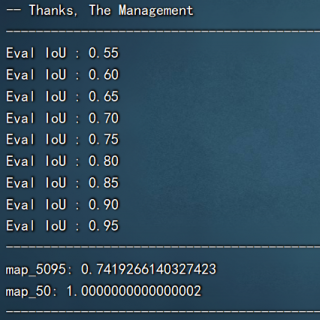 -- Thanks, The Management
--------------------------------------------
Eval IoU : 0.55
Eval IoU : 0.60
Eval IoU : 0.65
Eval IoU : 0.70
Eval IoU : 0.75
Eval IoU : 0.80
Eval IoU : 0.85
Eval IoU : 0.90
Eval IoU : 0.95
--------------------------------------------
map_5095: 0.7419266140327423
map_50: 1.0000000000000002
--------------------------------------------